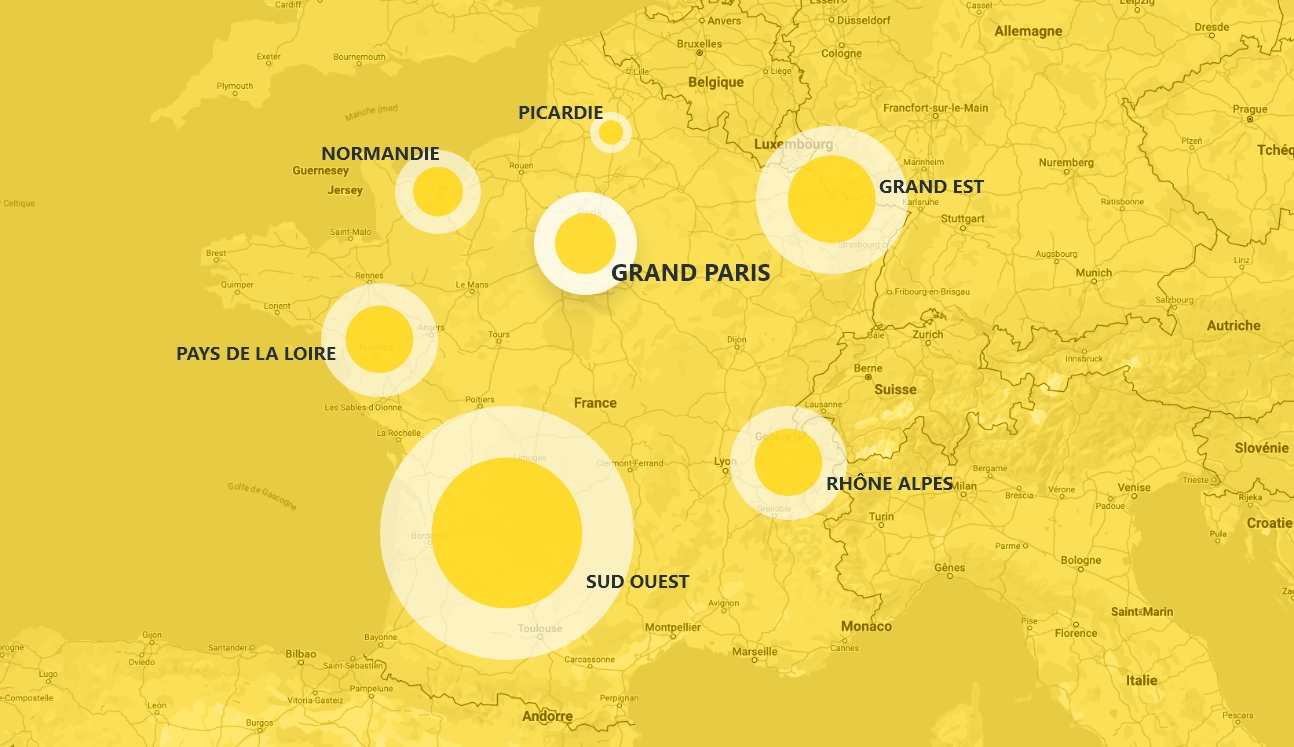 Cardiff
Essen
Cassel
Leipzig
Anvers
Düsseldorf
Dresde
Allemagne
Bruxelles
Cologne
Exeter
Bournemouth
Lille
Liège
Belgique
Plymouth
Manche (mer)
Francfort-sur-le-Main
Prague
PICARDIE
Plzeň
Luxembourg
Tchéq
NORMANDIE
Rouen
Mannheim
Nuremberg
Guernesey
Jersey
GRAND EST
Karlsruhe
Ratisbonne
r Celtique
Stuttgart
Saint-Malo
Strasbourg
Brest
Augsbourg
Linz
GRAND PARIS
Munich
Rennes
Quimper
Le Mans
Fribourg-en-Brisgau
Salzbourg
Lorient
Angers
Tours
Dijon
Bâle
Zurich
Autriche
Nantes
PAYS DE LA LOIRE
Innsbruck
Berne
Suisse
Les Sables-d'Olonne
Poitiers
France
Lausanne
La Rochelle
Genève
Slovénie
Limoges
Clermont-Ferrand
Lyon
Bergame
RHÔNE ALPES
Milan
Vérone
Venise
Trieste
Brescia
Rijeka
Golfe de Gascogne
Grenoble
Padoue
Turin
Croatie
Bord
Pula
Parme
Bologne
Gênes
SUD OUEST
Za
Avignon
Saint-Marin
Toulouse
Montpellier
Monaco
Pise
Florence
Gijón
Bayonne
Santander
Bilbao
Marseille
Cannes
orogne
Oviedo
Saint-Sébastien
Carcassonne
Lugo
Pampelune
Italie
e-Compostelle
León
Vitoria-Gasteiz
Perpignan
Andorre
Burgos
Pescara